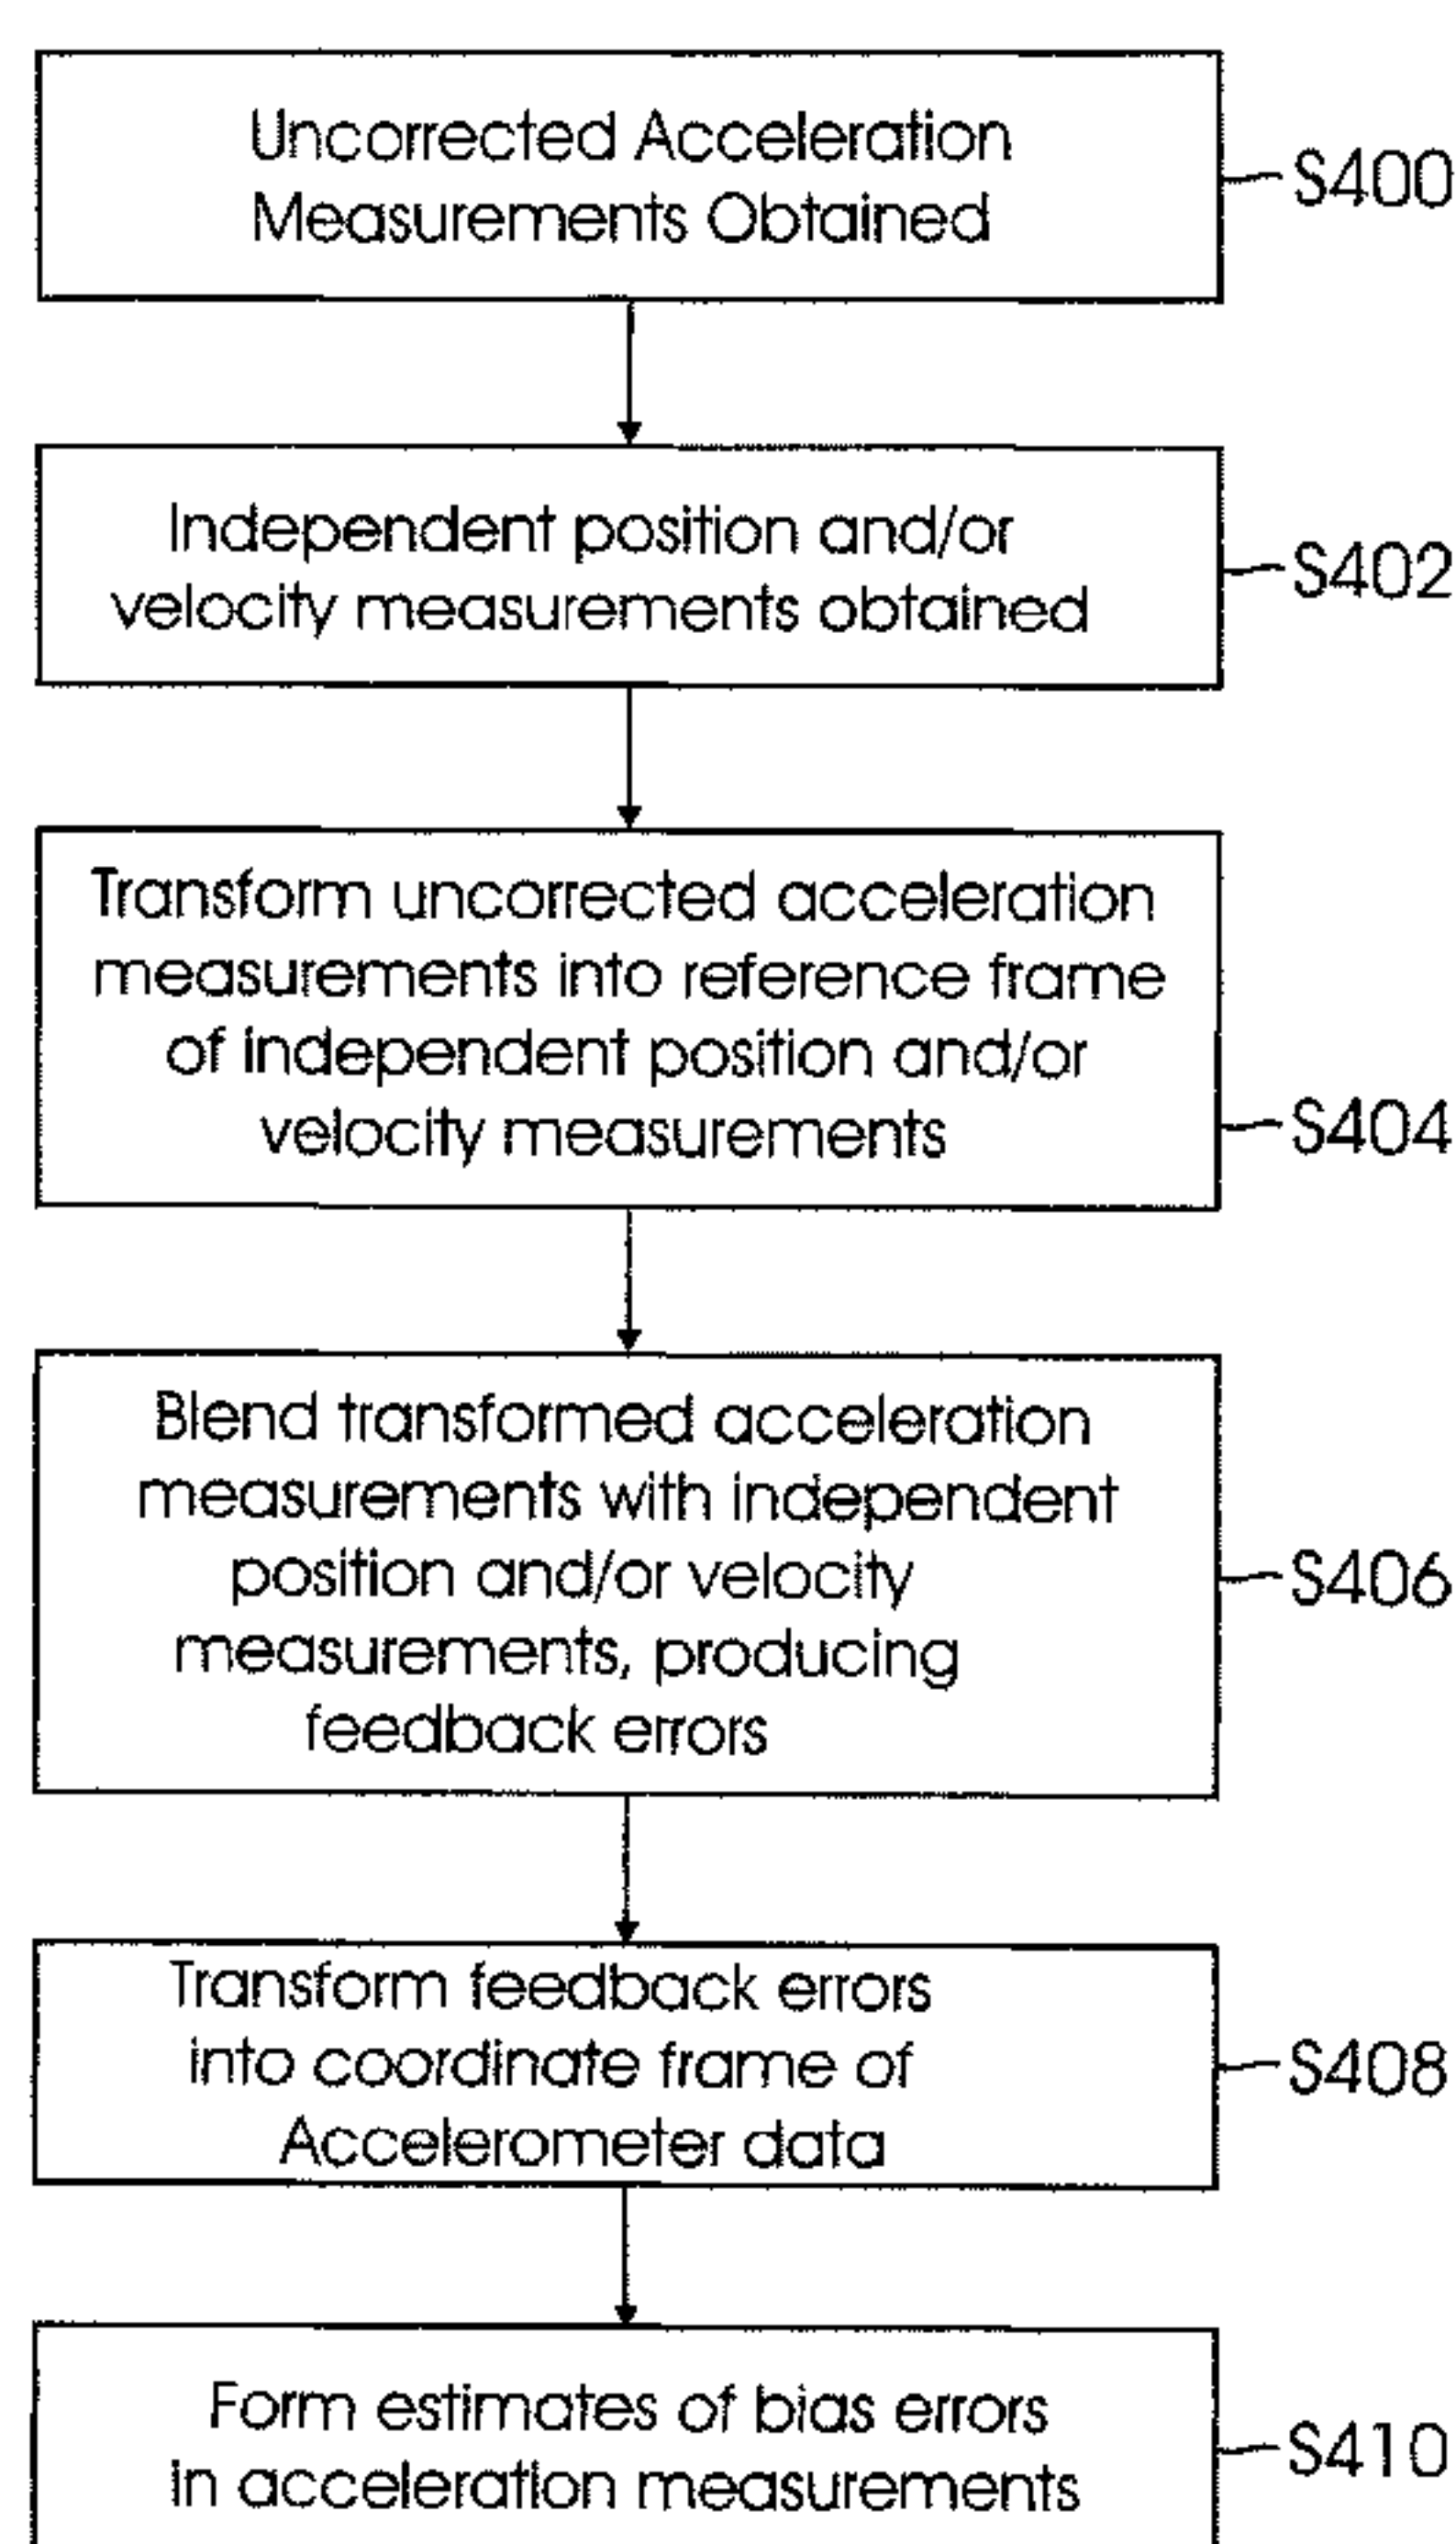 Uncorrected Acceleration
Measurements Obtained
S400
Independent position and/or
velocity measurements obtained
S402
Transform uncorrected acceleration
measurements into reference frame
of independent position and/or
velocity measurements
S404
Blend transformed acceleration
measurements with independent
position and/or velocity
measurements, producing
feedback errors
S406
Transform feedback errors
into coordinate frame of
Accelerometer data
S408
Form estimates of bias errors
in acceleration measurements
S410